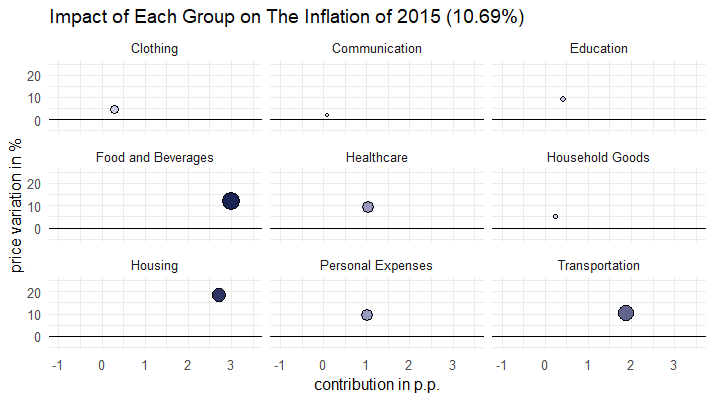 Impact of Each Group on The Inflation of 2015 (10.69%)
Clothing Communication Education
20
10
0
Food and Beverages Healthcare Household Goods
20
10
0
Housing Personal Expenses Transportation
20
10
0
price variation in %
-1 0 1 2 3 -1 0 1 2 3 -1 0 1 2 3
contribution in p.p.